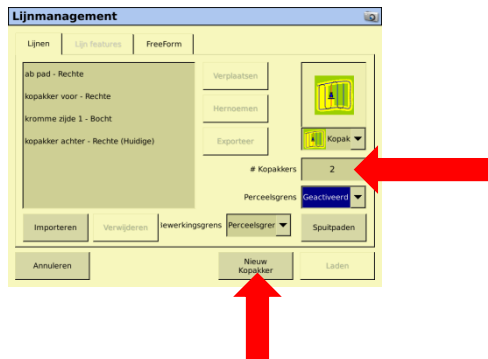 Lijnmanagement
Lijnen Lijn features FreeForm
ab pad - Rechte
kopakker voor - Rechte
kromme zijde 1 - Bocht
kopakker achter - Rechte (Huidige)
Verplaatsen
Hernoemen
Exporteer
Kopak
# Kopakkers 2
Perceelsgrens Geactiveerd
Importeren Verwijderen lewerkingsgrens Perceelsgrer Spuitpaden
Annuleren Nieuw
Kopakker Laden